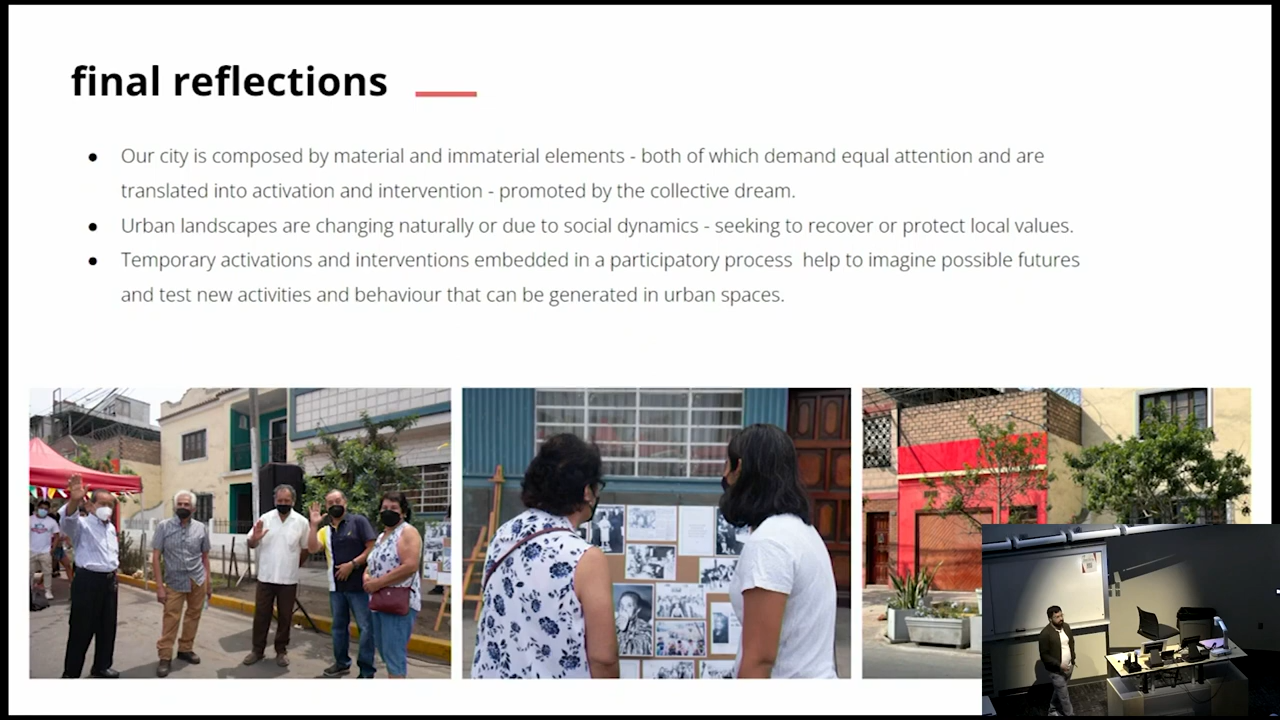 final reflections
● Our city is composed by material and immaterial elements - both of which demand equal attention and are
translated into activation and intervention - promoted by the collective dream.
● Urban landscapes are changing naturally or due to social dynamics - seeking to recover or protect local values.
● Temporary activations and interventions embedded in a participatory process  help to imagine possible futures
and test new activities and behaviour that can be generated in urban spaces.